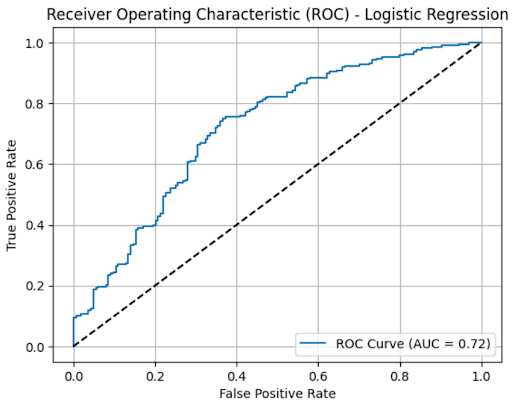 Receiver Operating Characteristic (ROC) - Logistic Regression
1.0
0.8
0.6
0.4
0.2
0.0
True Positive Rate
ROC Curve (AUC = 0.72)
0.0 0.2 0.4 0.6 0.8 1.0
False Positive Rate